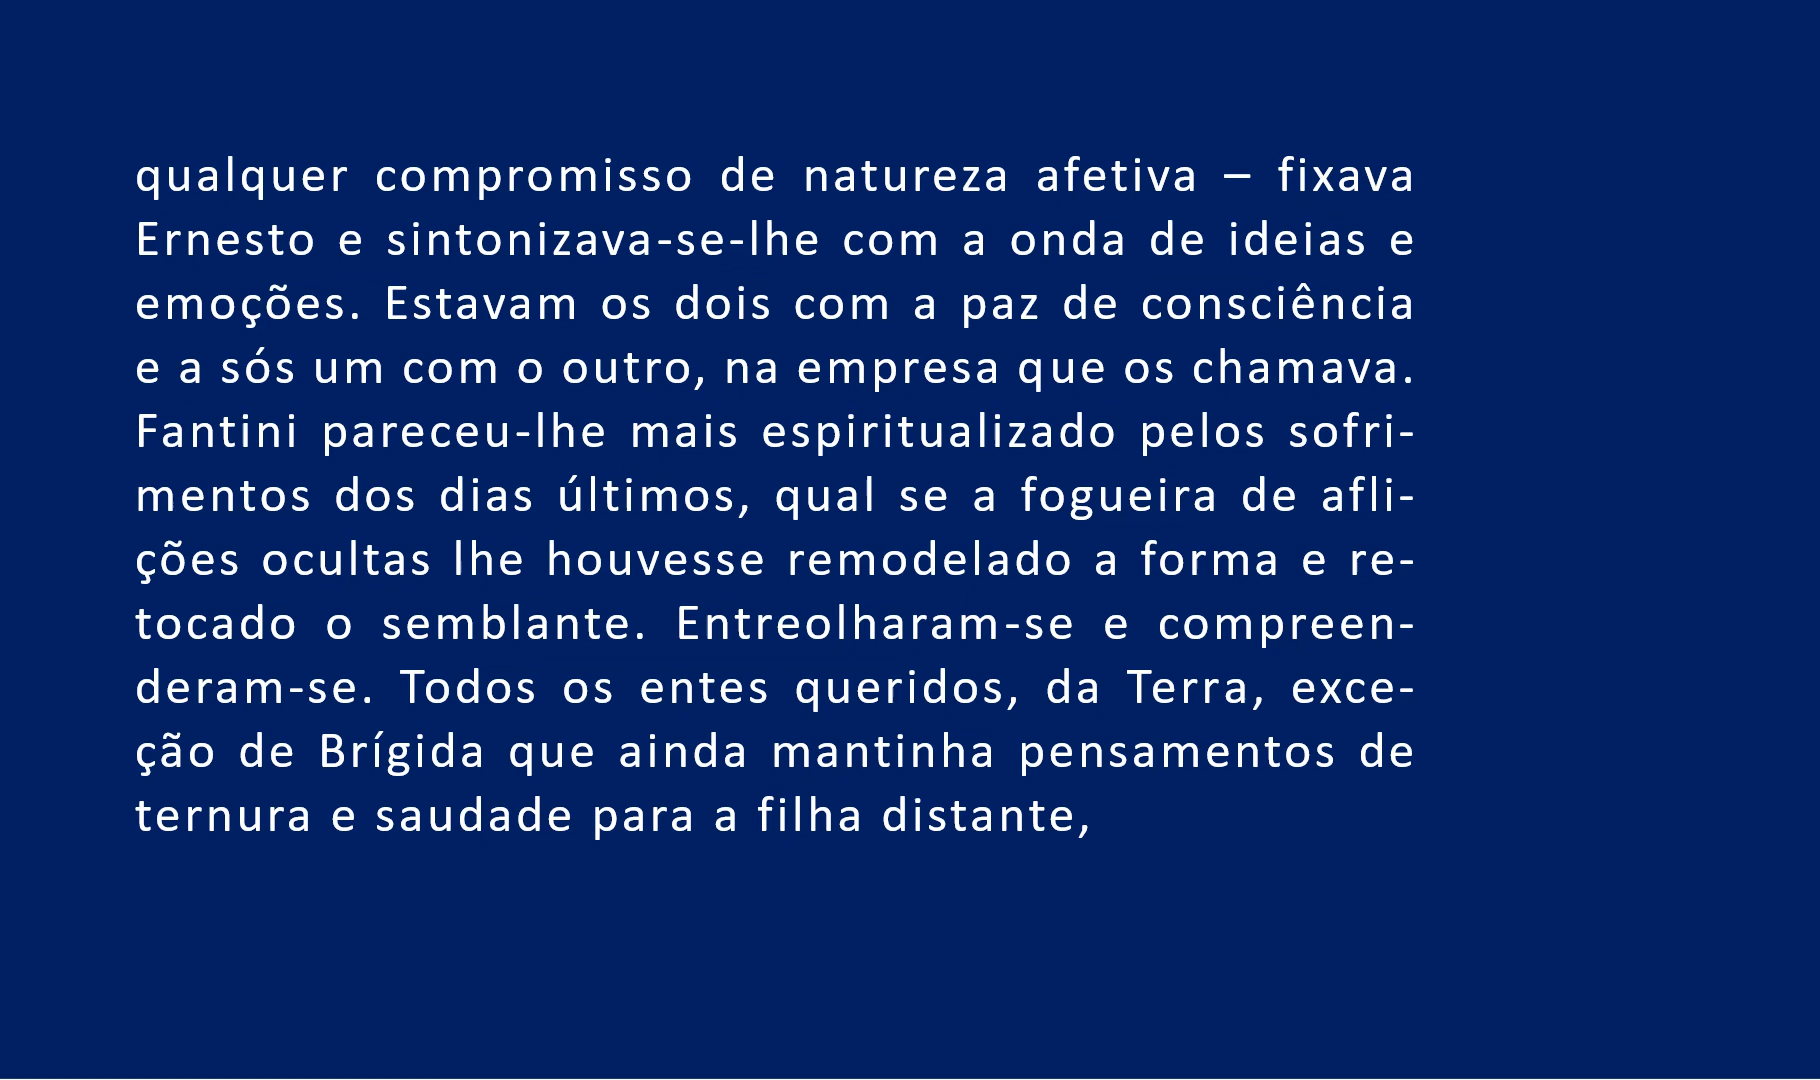 qualquer compromisso de natureza afetiva – fixava
Ernesto e sintonizava-se-lhe com a onda de ideias e
emoções. Estavam os dois com a paz de consciência
e a sós um com o outro, na empresa que os chamava.
Fantini pareceu-lhe mais espiritualizado pelos sofri-
mentos dos dias últimos, qual se a fogueira de afli-
ções ocultas lhe houvesse remodelado a forma e re-
tocado o semblante. Entreolharam-se e compreen-
deram-se. Todos os entes queridos, da Terra, exce-
ção de Brígida que ainda mantinha pensamentos de
ternura e saudade para a filha distante,